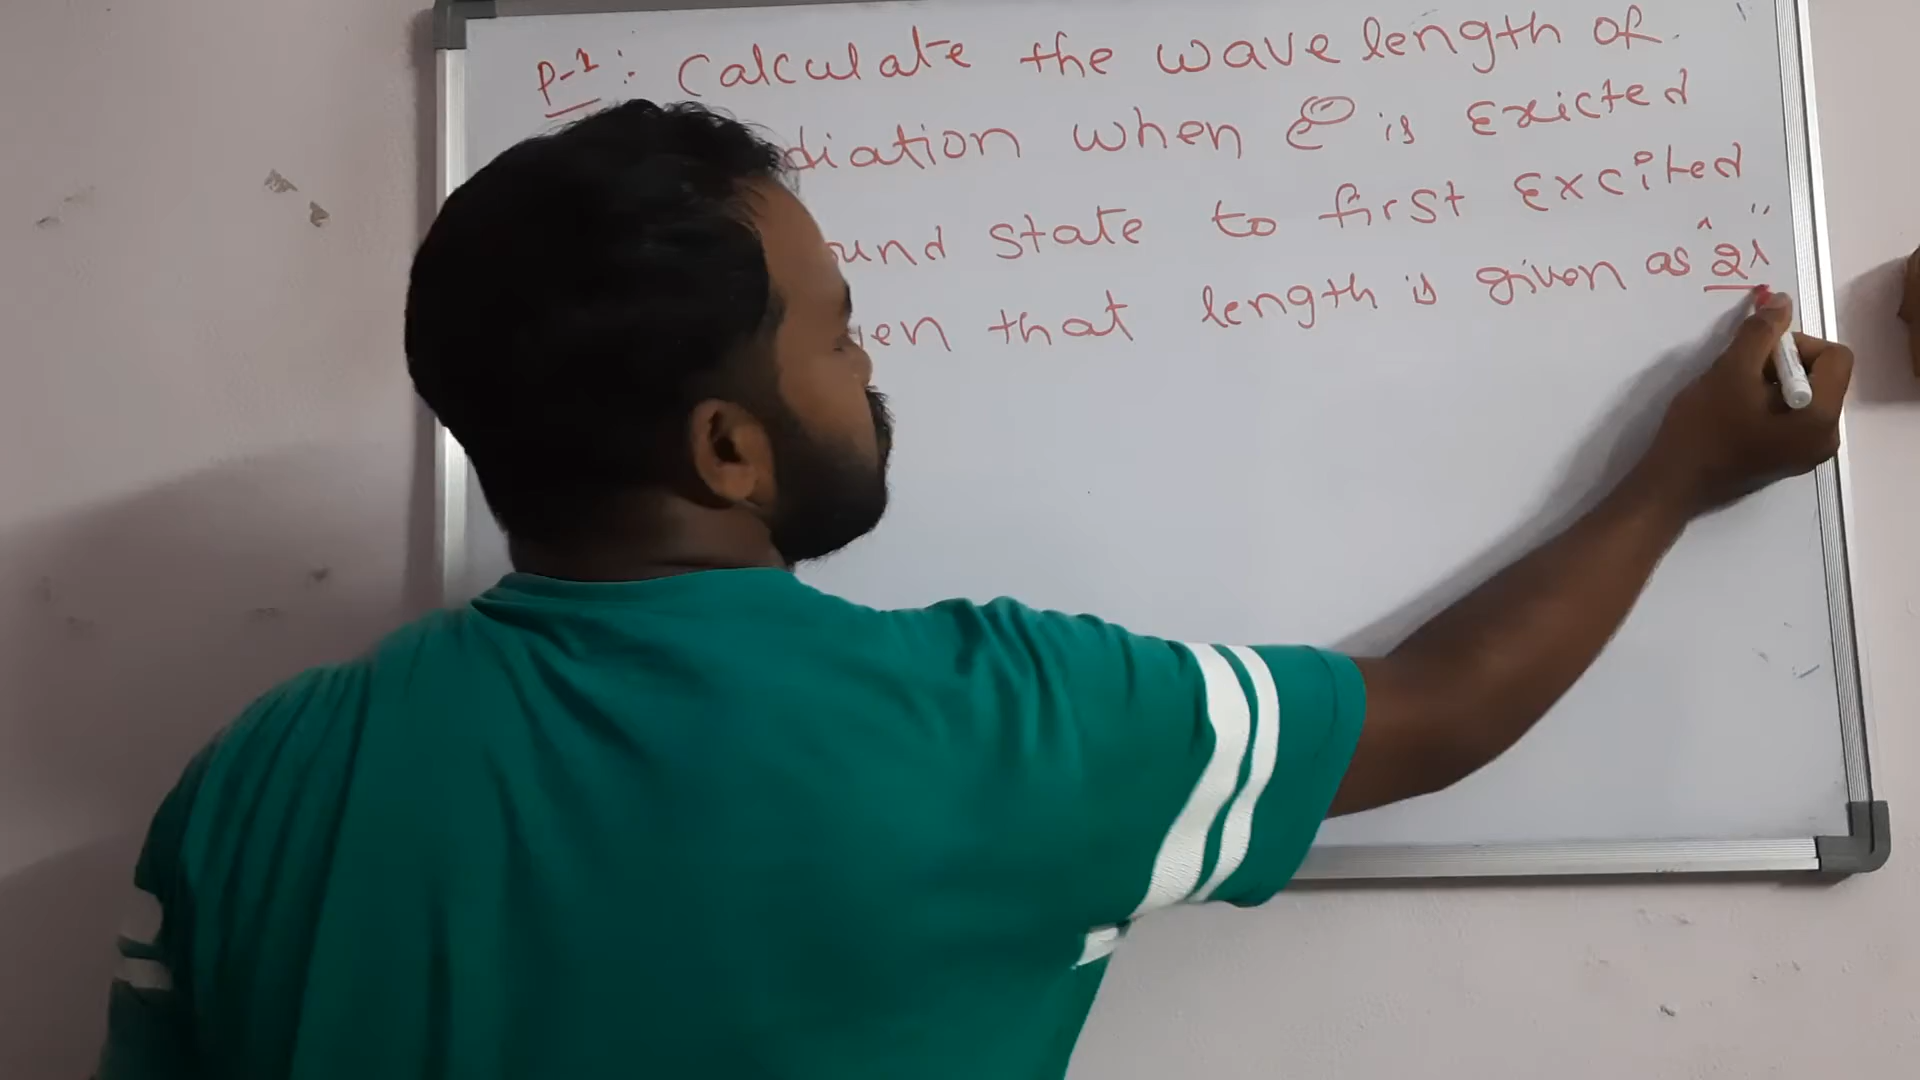 P-1 : Calculate the wave length of
diation when e⊖ is Exicted
und state to first Excited
en that length is given as "2λ"